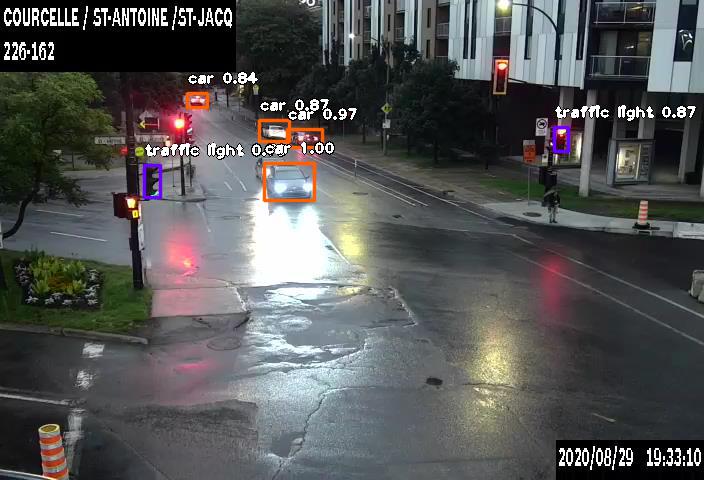 COURCELLE / ST-ANTOINE /ST-JACQ
226-162
car 0.84
car 0.87
car 0.97
traffic light 0.87
traffic light 0.
car 1.00
2020/08/29 19:33:10